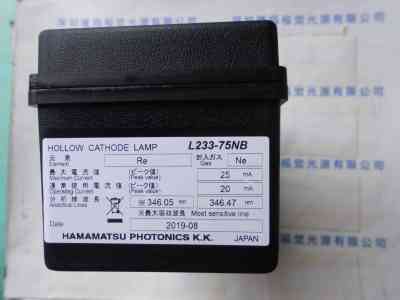 HOLLOW CATHODE LAMP L233-75NB
元素 Element Re 封入ガス Gas Ne
最大電流値 Maximum Current (ピーク値) (Peak value) 25 mA
通常使用電流値 Operating Current (ピーク値) (Peak value) 20 mA
分析線波長 Analytical Lines ※ 346.05 nm 346.47 nm
※最大吸収波長 Most sensitive line
Date 2019-08
HAMAMATSU PHOTONICS K.K. JAPAN